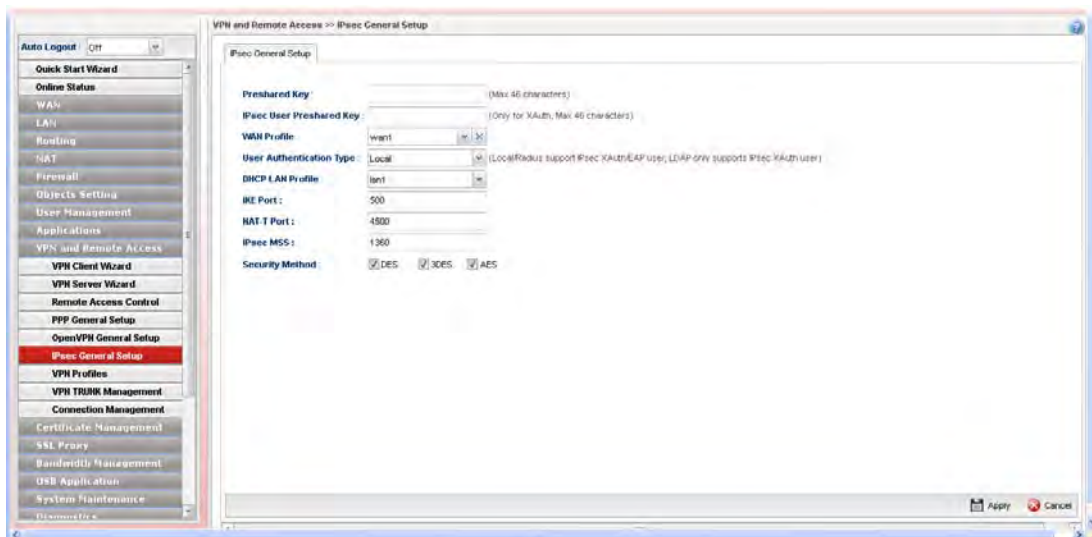 VPN and Remote Access >> IPsec General Setup
Auto Logout : Off
Quick Start Wizard
Online Status
WAN
LAN
Routing
NAT
Firewall
Objects Setting
User Management
Applications
VPN and Remote Access
VPN Client Wizard
VPN Server Wizard
Remote Access Control
PPP General Setup
OpenVPN General Setup
IPsec General Setup
VPN Profiles
VPN TRUNK Management
Connection Management
Certificate Management
SSL Proxy
Bandwidth Management
USB Application
System Maintenance
Diagnostics
IPsec General Setup
Preshared Key : (Max 46 characters)
IPsec User Preshared Key : (Only for XAuth, Max 46 characters)
WAN Profile wan1
User Authentication Type : Local (Local/Radius support IPsec XAuth/EAP user, LDAP only supports IPsec XAuth user)
DHCP LAN Profile lan1
IKE Port : 500
NAT-T Port : 4500
IPsec MSS : 1360
Security Method DES 3DES AES
Apply Cancel